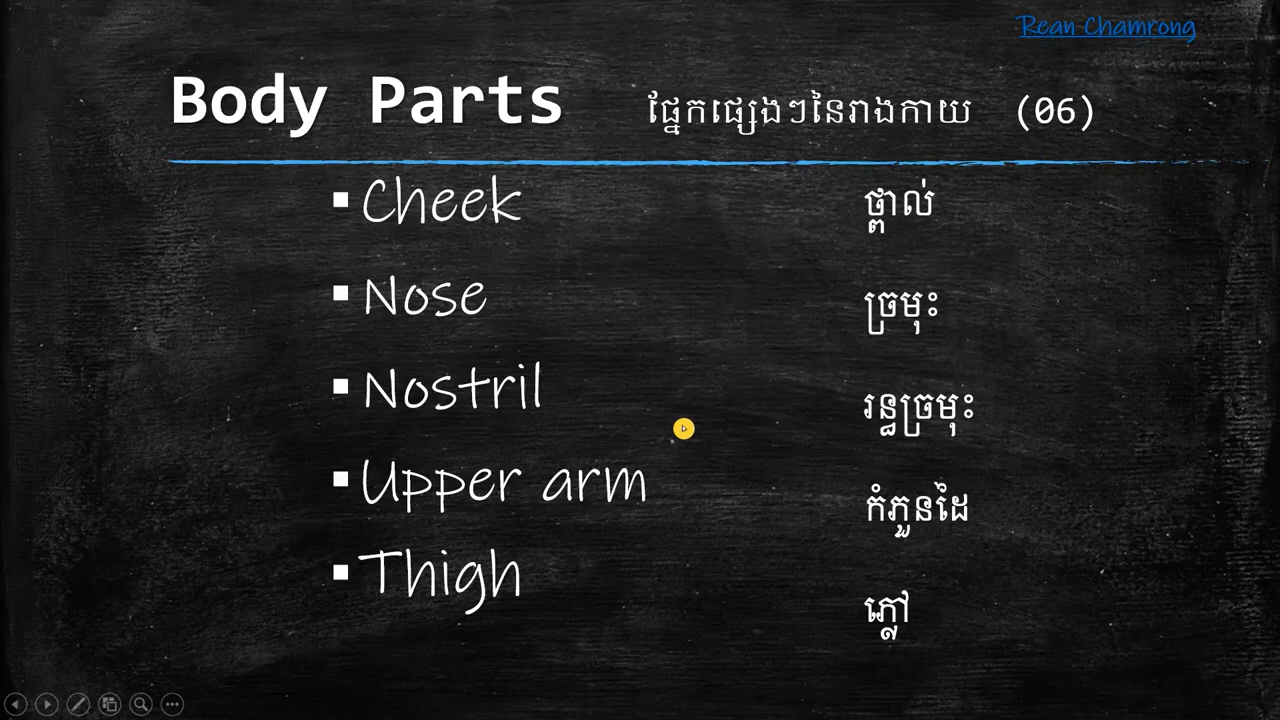 Rean Chamrong
Body Parts ផ្នែកផ្សេងៗនៃរាងកាយ (06)
▪ Cheek ថ្ពាល់
▪ Nose ច្រមុះ
▪ Nostril រន្ធច្រមុះ
▪ Upper arm កំភួនដៃ
▪ Thigh ភ្លៅ